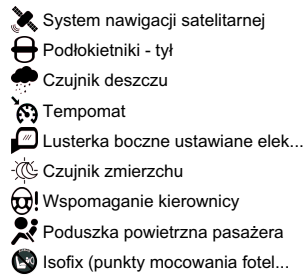 System nawigacji satelitarnej
Podłokietniki - tył
Czujnik deszczu
Tempomat
Lusterka boczne ustawiane elek...
Czujnik zmierzchu
Wspomaganie kierownicy
Poduszka powietrzna pasażera
Isofix (punkty mocowania fotel...